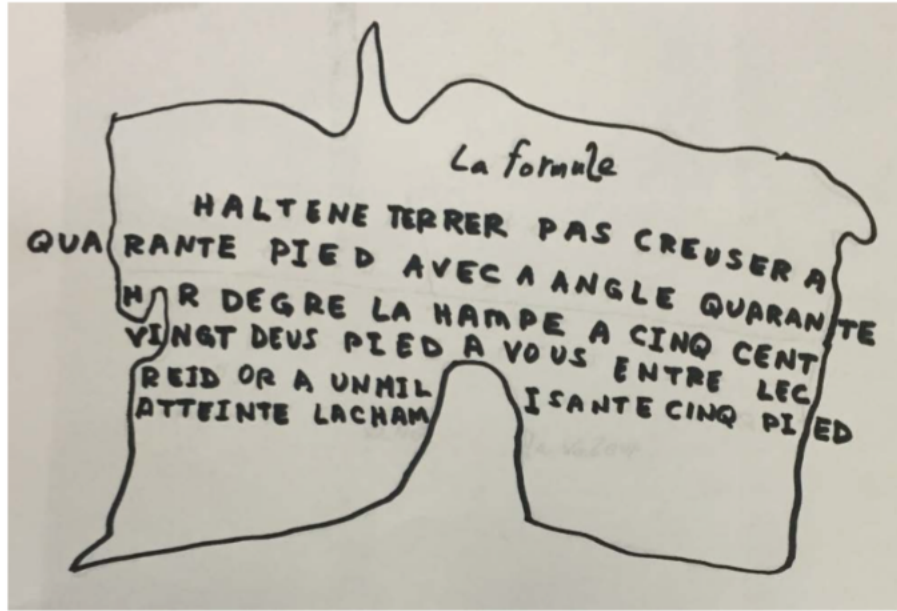 La formule
HALTENE TERRER PAS CREUSER A
QUARANTE PIED AVEC A ANGLE QUARANTE
H R DEGRE LA HAMPE A CINQ CENT
VINGT DEUS PIED A VOUS ENTRE LEC
REID OR A UNMIL ISANTE CINQ PIED
ATTEINTE LACHAM